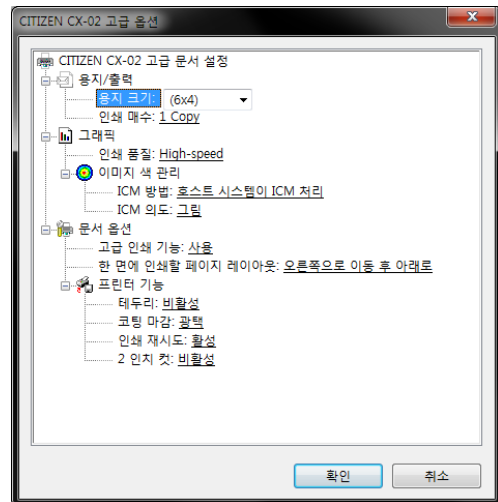 CITIZEN CX-02 고급 옵션
CITIZEN CX-02 고급 문서 설정
용지/출력
용지 크기: (6x4)
인쇄 매수: 1 Copy
그래픽
인쇄 품질: High-speed
이미지 색 관리
ICM 방법: 호스트 시스템이 ICM 처리
ICM 의도: 그림
문서 옵션
고급 인쇄 기능: 사용
한 면에 인쇄할 페이지 레이아웃: 오른쪽으로 이동 후 아래로
프린터 기능
테두리: 비활성
코팅 마감: 광택
인쇄 재시도: 활성
2 인치 컷: 비활성
확인 취소